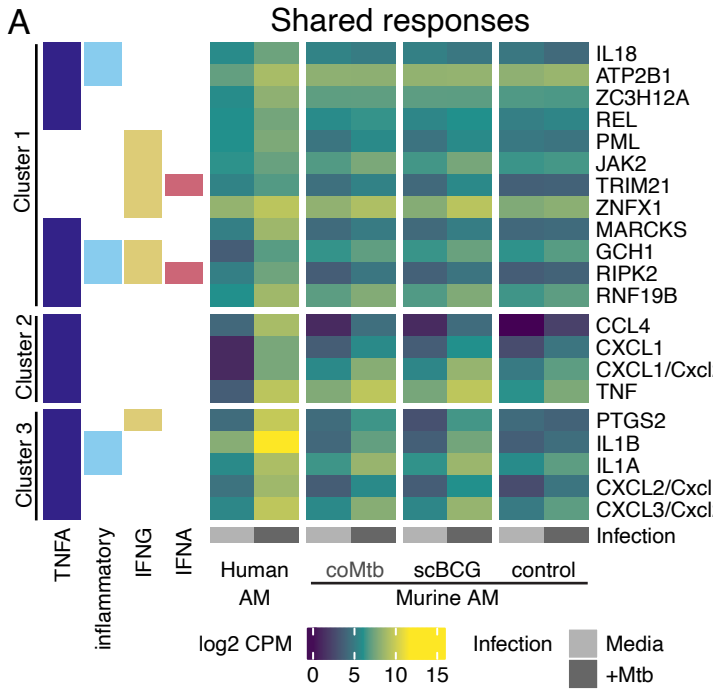 A
Shared responses
Cluster 1
IL18
ATP2B1
ZC3H12A
REL
PML
JAK2
TRIM21
ZNFX1
MARCKS
GCH1
RIPK2
RNF19B
Cluster 2
CCL4
CXCL1
CXCL1/Cxcl
TNF
Cluster 3
PTGS2
IL1B
IL1A
CXCL2/Cxcl
CXCL3/Cxcl
Infection
TNFA
inflammatory
IFNG
IFNA
Human AM
coMtb
scBCG
control
Murine AM
log2 CPM
0 5 10 15
Infection
Media
+Mtb